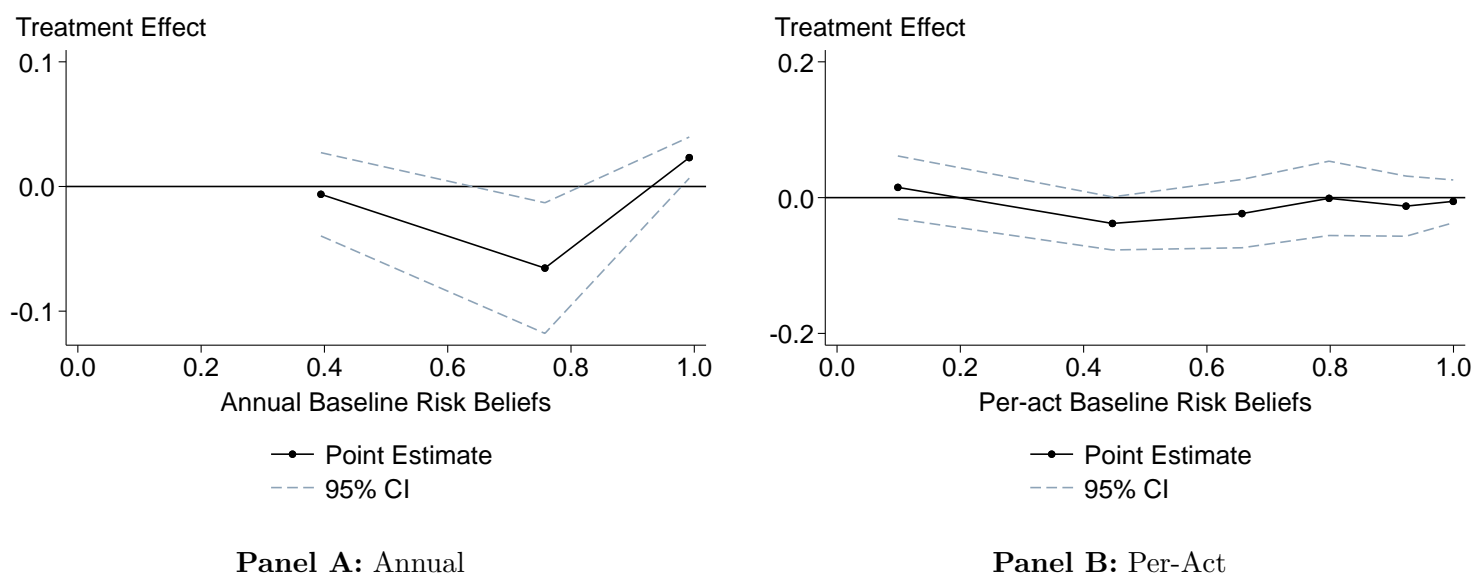 Treatment Effect
0.1
0.0
-0.1
0.0 0.2 0.4 0.6 0.8 1.0
Annual Baseline Risk Beliefs
Point Estimate
95% CI
Panel A: Annual
Treatment Effect
0.2
0.0
-0.2
0.0 0.2 0.4 0.6 0.8 1.0
Per-act Baseline Risk Beliefs
Point Estimate
95% CI
Panel B: Per-Act